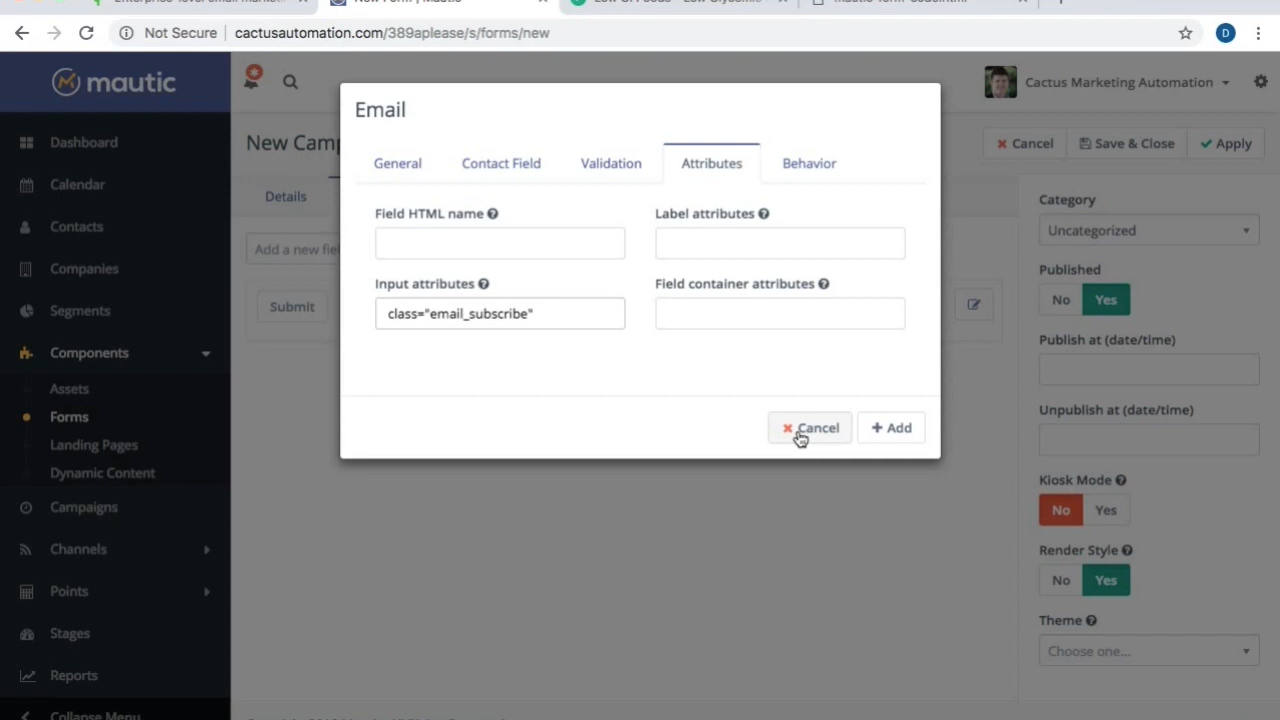 New Form | Mautic
Not Secure
cactusautomation.com/389aplease/s/forms/new
D
mautic
Cactus Marketing Automation
Dashboard
Calendar
Contacts
Companies
Segments
Components
Assets
Forms
Landing Pages
Dynamic Content
Campaigns
Channels
Points
Stages
Reports
Collapse Menu
New Camp
Cancel
Save & Close
Apply
Details
Add a new fie
Submit
Email
General
Contact Field
Validation
Attributes
Behavior
Field HTML name
Label attributes
Input attributes
Field container attributes
class="email_subscribe"
Cancel
Add
Category
Uncategorized
Published
No
Yes
Publish at (date/time)
Unpublish at (date/time)
Kiosk Mode
No
Yes
Render Style
No
Yes
Theme
Choose one...